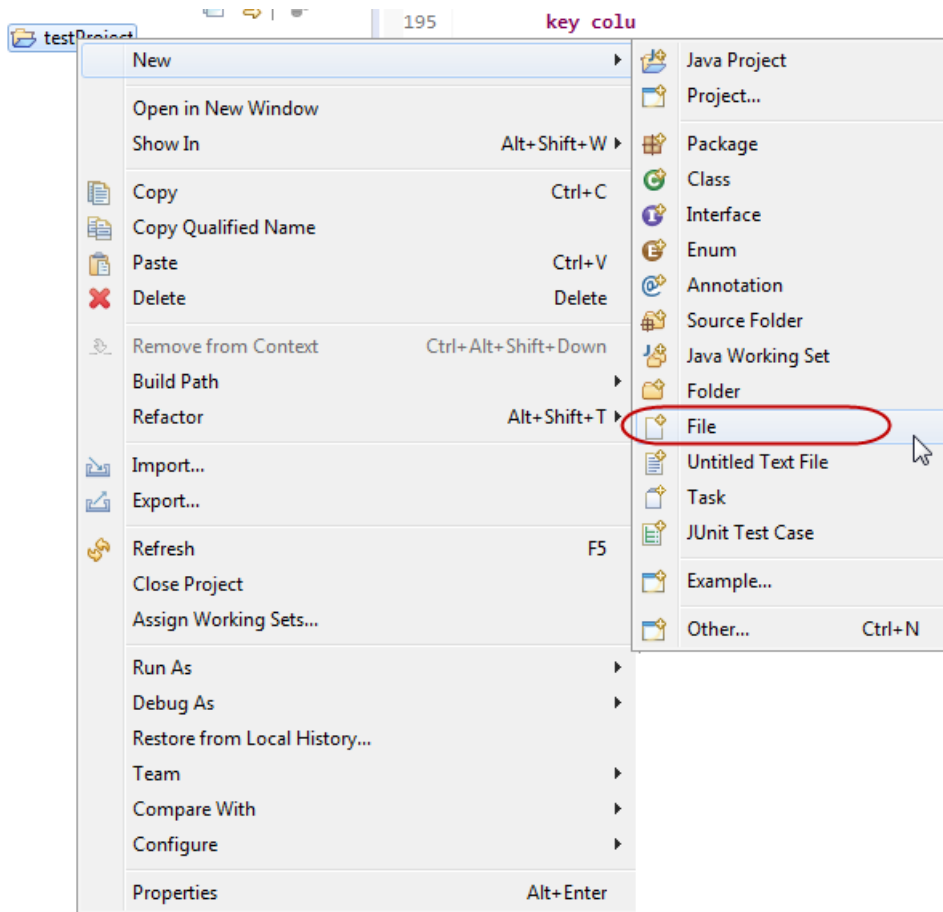 195 key colu
testProject
New
Open in New Window
Show In Alt+Shift+W
Copy Ctrl+C
Copy Qualified Name
Paste Ctrl+V
Delete Delete
Remove from Context Ctrl+Alt+Shift+Down
Build Path
Refactor Alt+Shift+T
Import...
Export...
Refresh F5
Close Project
Assign Working Sets...
Run As
Debug As
Restore from Local History...
Team
Compare With
Configure
Properties Alt+Enter
Java Project
Project...
Package
Class
Interface
Enum
Annotation
Source Folder
Java Working Set
Folder
File
Untitled Text File
Task
JUnit Test Case
Example...
Other... Ctrl+N